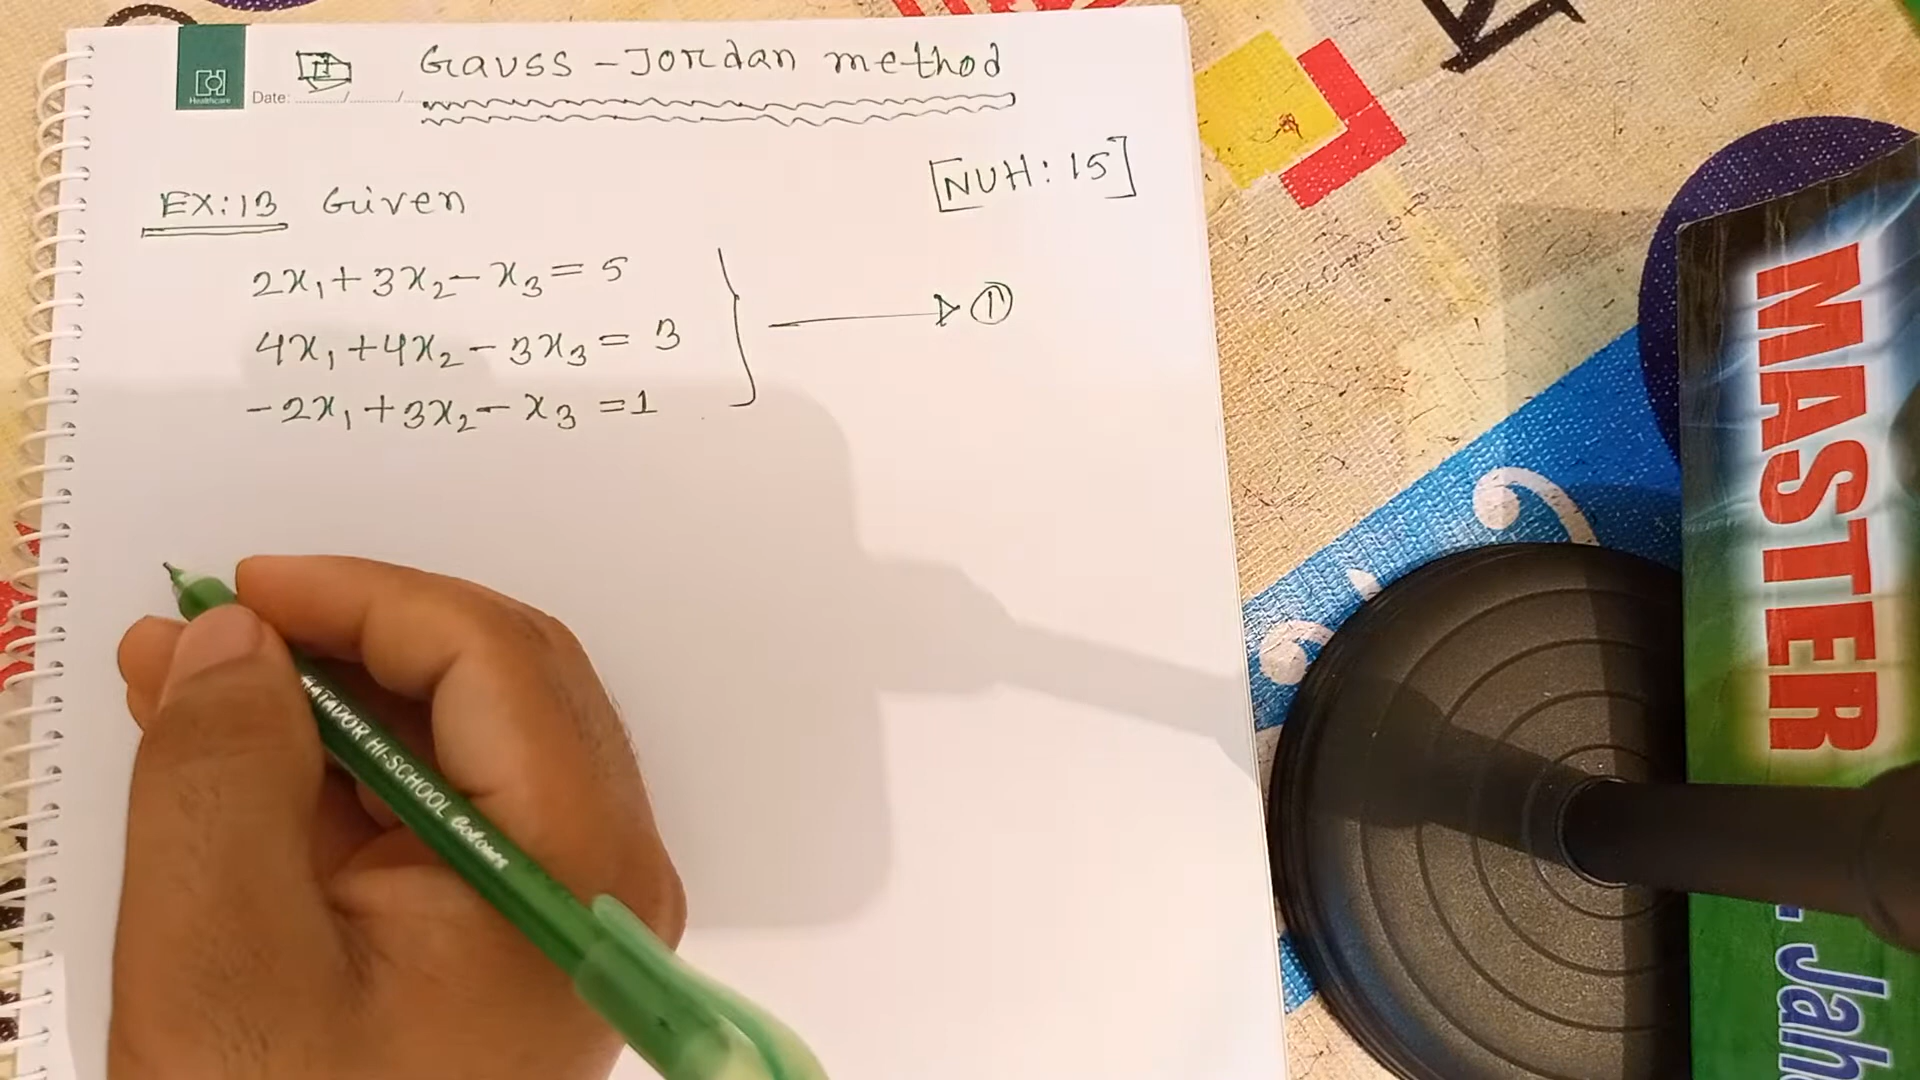 Gauss - Jordan method
Healthcare
Date: ........../........../....
[NUH: 15]
EX:13 Given
2x₁ + 3x₂ - x₃ = 5
4x₁ + 4x₂ - 3x₃ = 3
-2x₁ + 3x₂ - x₃ = 1
①
MATADOR HI-SCHOOL Colours
MASTER
Jah